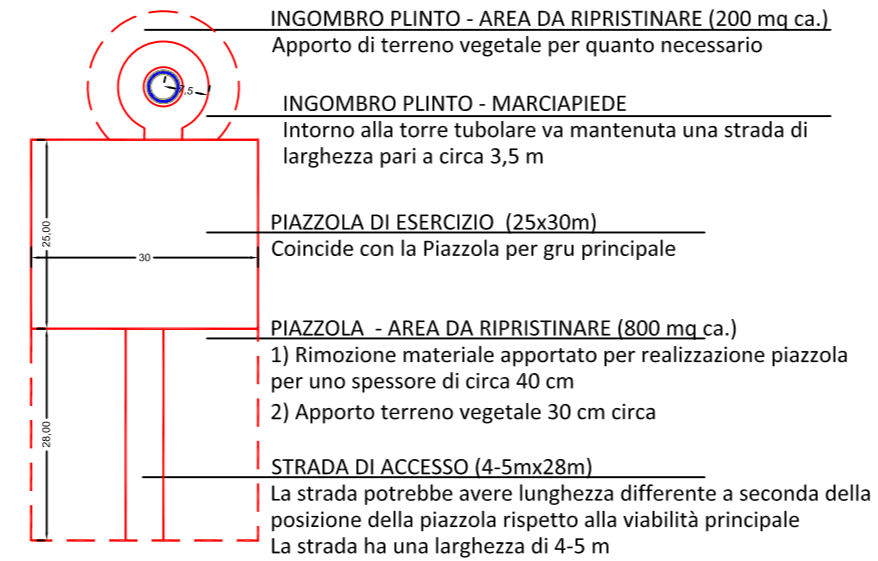 INGOMBRO PLINTO - AREA DA RIPRISTINARE (200 mq ca.)
Apporto di terreno vegetale per quanto necessario
7,5
INGOMBRO PLINTO - MARCIAPIEDE
Intorno alla torre tubolare va mantenuta una strada di
larghezza pari a circa 3,5 m
PIAZZOLA DI ESERCIZIO (25x30m)
Coincide con la Piazzola per gru principale
25,00
30
PIAZZOLA - AREA DA RIPRISTINARE (800 mq ca.)
1) Rimozione materiale apportato per realizzazione piazzola
per uno spessore di circa 40 cm
2) Apporto terreno vegetale 30 cm circa
28,00
STRADA DI ACCESSO (4-5mx28m)
La strada potrebbe avere lunghezza differente a seconda della
posizione della piazzola rispetto alla viabilità principale
La strada ha una larghezza di 4-5 m